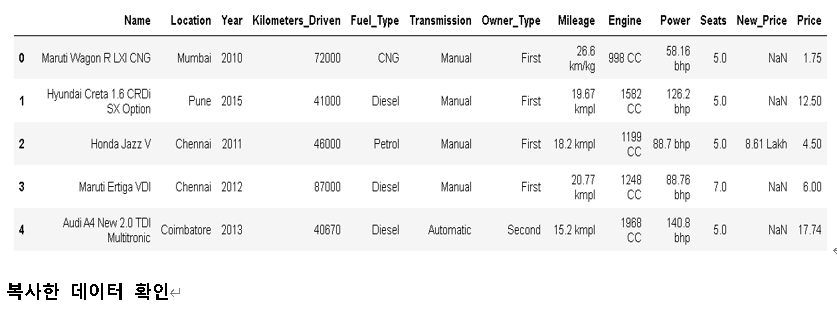 Name Location Year Kilometers_Driven Fuel_Type Transmission Owner_Type Mileage Engine Power Seats New_Price Price
0 Maruti Wagon R LXI CNG Mumbai 2010 72000 CNG Manual First 26.6 km/kg 998 CC 58.16 bhp 5.0 NaN 1.75
1 Hyundai Creta 1.6 CRDi SX Option Pune 2015 41000 Diesel Manual First 19.67 kmpl 1582 CC 126.2 bhp 5.0 NaN 12.50
2 Honda Jazz V Chennai 2011 46000 Petrol Manual First 18.2 kmpl 1199 CC 88.7 bhp 5.0 8.61 Lakh 4.50
3 Maruti Ertiga VDI Chennai 2012 87000 Diesel Manual First 20.77 kmpl 1248 CC 88.76 bhp 7.0 NaN 6.00
4 Audi A4 New 2.0 TDI Multitronic Coimbatore 2013 40670 Diesel Automatic Second 15.2 kmpl 1968 CC 140.8 bhp 5.0 NaN 17.74
복사한 데이터 확인